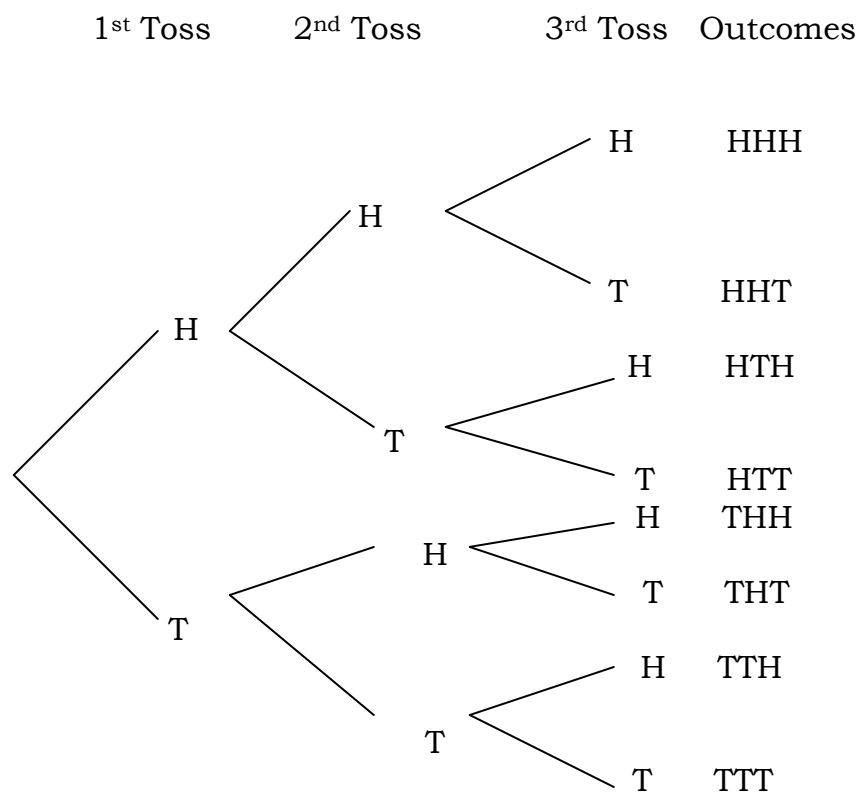 1st Toss 2nd Toss 3rd Toss Outcomes
H HHH
H
T HHT
H
H HTH
T
T HTT
H THH
H
T THT
T
H TTH
T
T TTT